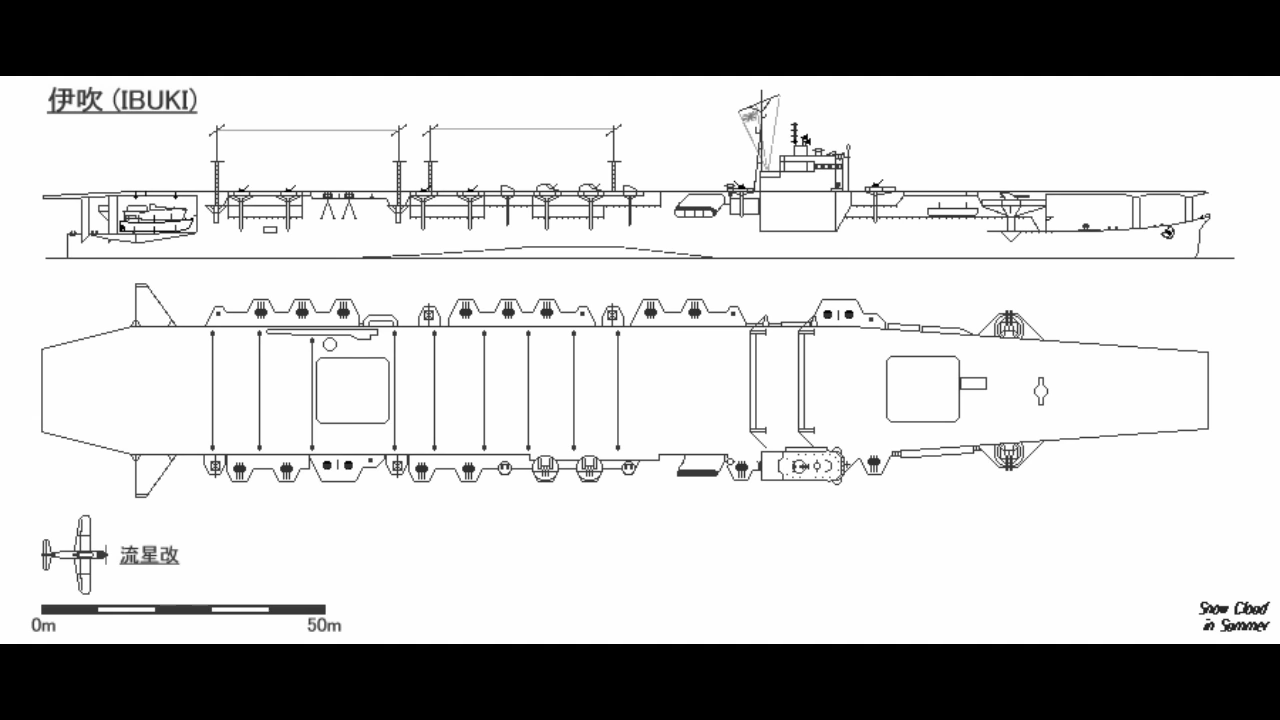 伊吹 (IBUKI)
流星改
0m 50m
Snow Cloud
in Summer